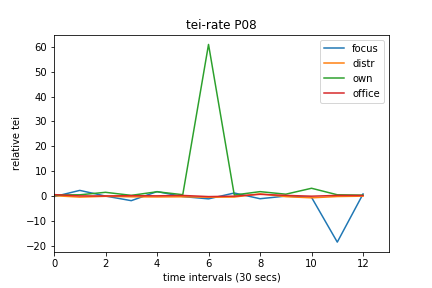 tei-rate P08
60
50
40
30
20
10
0
−10
−20
relative tei
focus
distr
own
office
0 2 4 6 8 10 12
time intervals (30 secs)